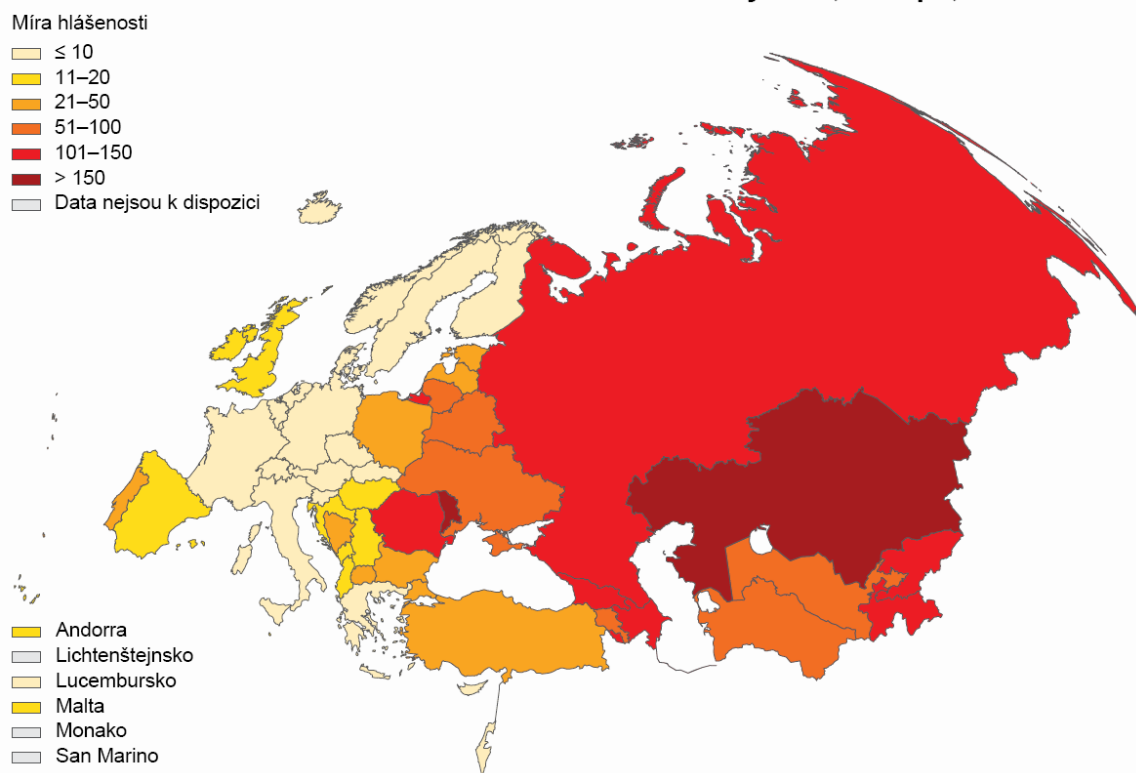 Míra hlášenosti
≤ 10
11–20
21–50
51–100
101–150
> 150
Data nejsou k dispozici
Andorra
Lichtenštejnsko
Lucembursko
Malta
Monako
San Marino